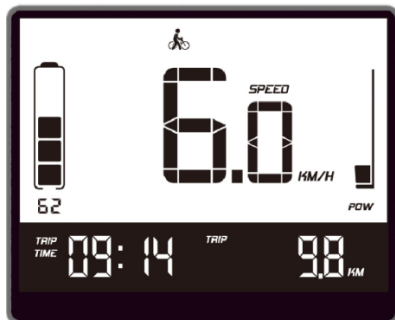 SPEED
6.0 KM/H
62
POW
TRIP TIME 09:14 TRIP 9.8 KM